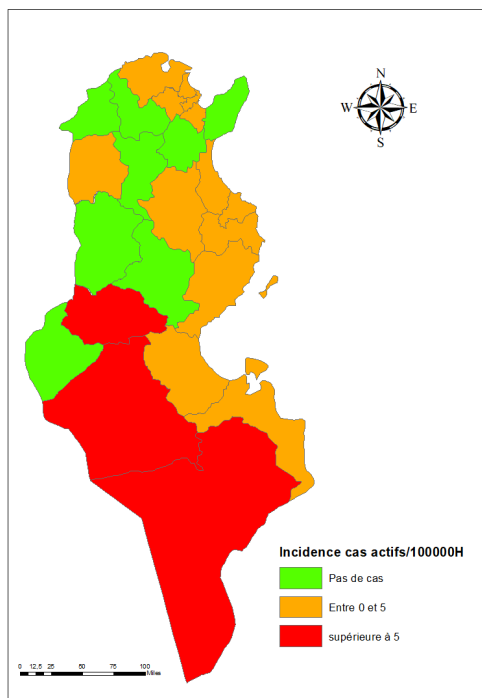 N
W E
S
Incidence cas actifs/100000H
Pas de cas
Entre 0 et 5
supérieure à 5
0 12.5 25 50 75 100
Miles